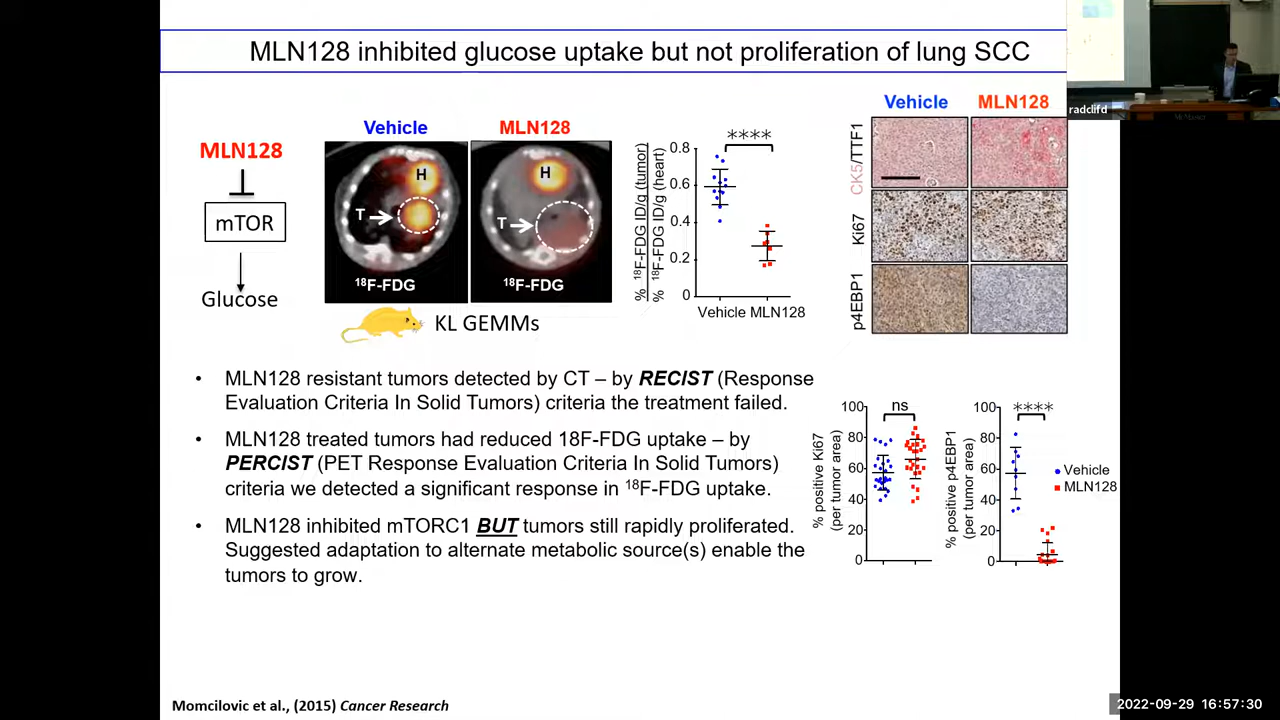 MLN128 inhibited glucose uptake but not proliferation of lung SCC
radclifd
MLN128
mTOR
Glucose
Vehicle
MLN128
H
T
18F-FDG
H
T
18F-FDG
KL GEMMs
% 18F-FDG ID/g (tumor)
% 18F-FDG ID/g (heart)
****
0.8
0.6
0.4
0.2
0
Vehicle MLN128
Vehicle
MLN128
CK5/TTF1
Ki67
p4EBP1
• MLN128 resistant tumors detected by CT – by RECIST (Response
Evaluation Criteria In Solid Tumors) criteria the treatment failed.
• MLN128 treated tumors had reduced 18F-FDG uptake – by
PERCIST (PET Response Evaluation Criteria In Solid Tumors)
criteria we detected a significant response in 18F-FDG uptake.
• MLN128 inhibited mTORC1 BUT tumors still rapidly proliferated.
Suggested adaptation to alternate metabolic source(s) enable the
tumors to grow.
% positive Ki67
(per tumor area)
ns
100
80
60
40
20
0
% positive p4EBP1
(per tumor area)
****
100
80
60
40
20
0
Vehicle
MLN128
Momcilovic et al., (2015) Cancer Research
2022-09-29 16:57:30